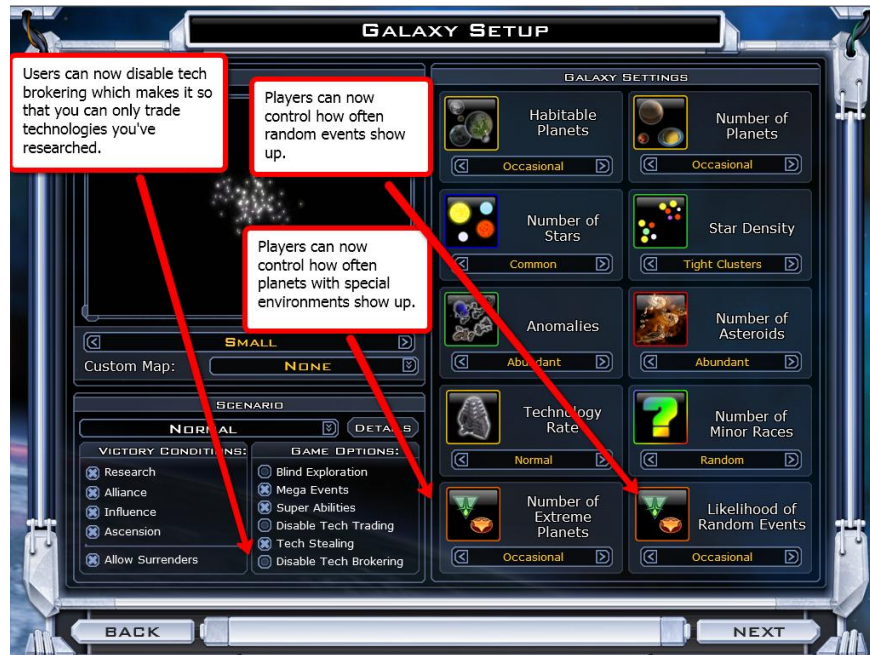 GALAXY SETUP
Users can now disable tech
brokering which makes it so
that you can only trade
technologies you've
researched.
Players can now
control how often
random events show
up.
Players can now
control how often
planets with special
environments show up.
SMALL
Custom Map:
NONE
SCENARIO
NORMAL
DETAILS
VICTORY CONDITIONS:
Research
Alliance
Influence
Ascension
Allow Surrenders
GAME OPTIONS:
Blind Exploration
Mega Events
Super Abilities
Disable Tech Trading
Tech Stealing
Disable Tech Brokering
GALAXY SETTINGS
Habitable
Planets
Occasional
Number of
Planets
Occasional
Number of
Stars
Common
Star Density
Tight Clusters
Anomalies
Abundant
Number of
Asteroids
Abundant
Technology
Rate
Normal
Number of
Minor Races
Random
Number of
Extreme
Planets
Occasional
Likelihood of
Random Events
Occasional
BACK
NEXT